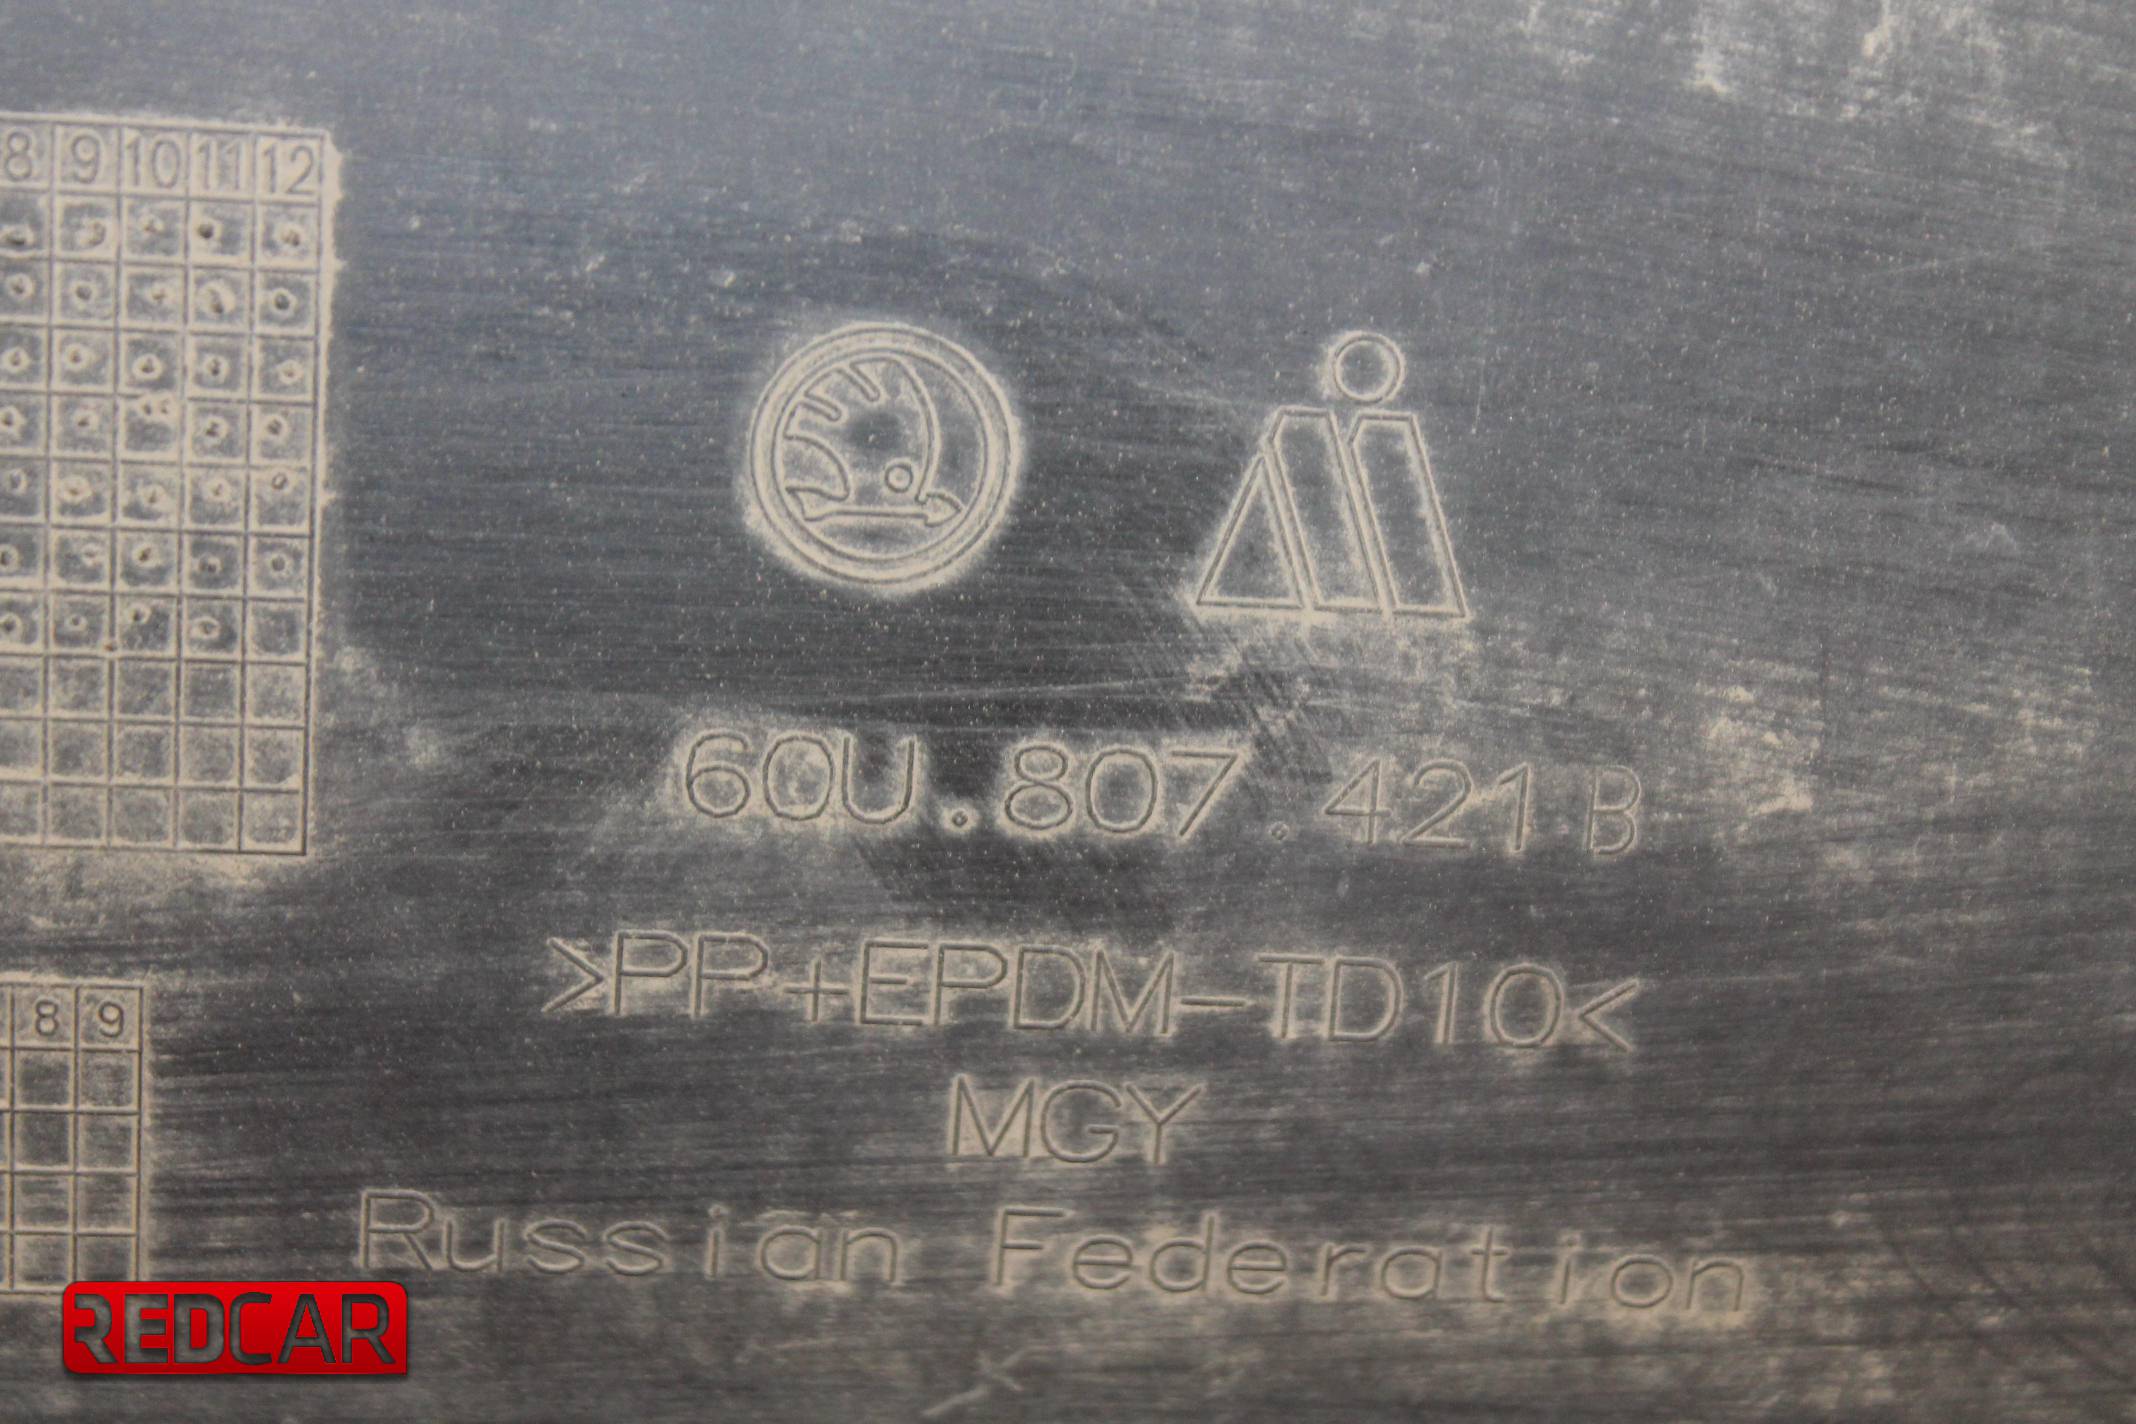 8 9 10 11 12
60U.807.421 B
>PP+EPDM-TD10<
8 9
MGY
Russian Federation
REDCAR